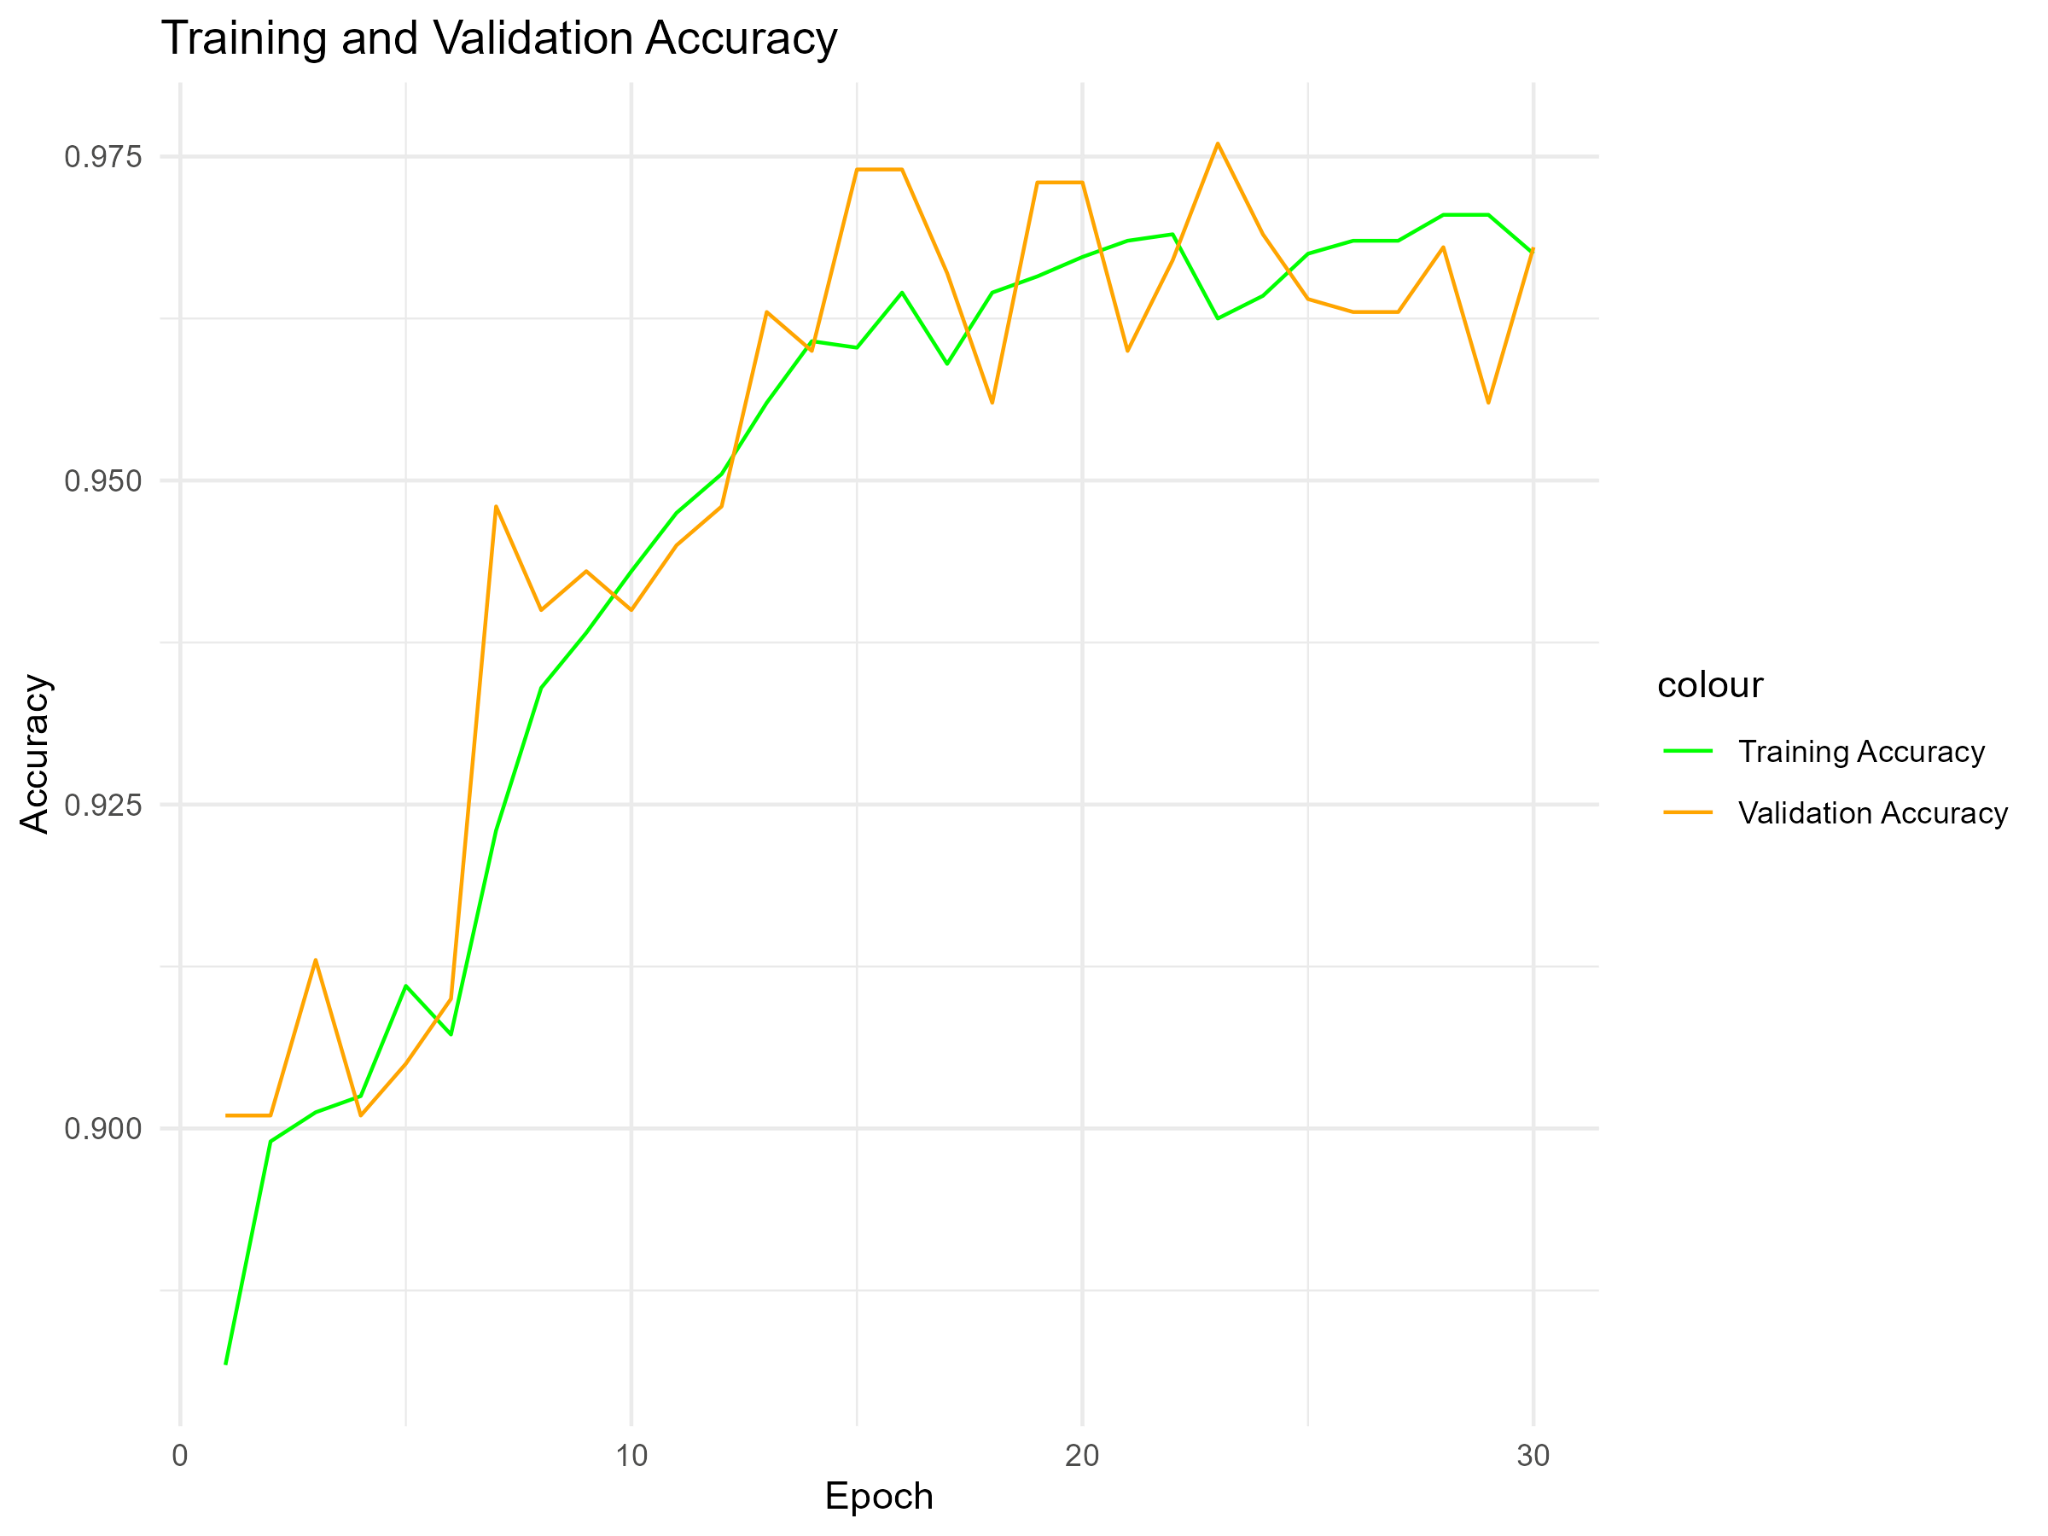 Training and Validation Accuracy
0.975
0.950
0.925
0.900
Accuracy
0
10
20
30
Epoch
colour
Training Accuracy
Validation Accuracy